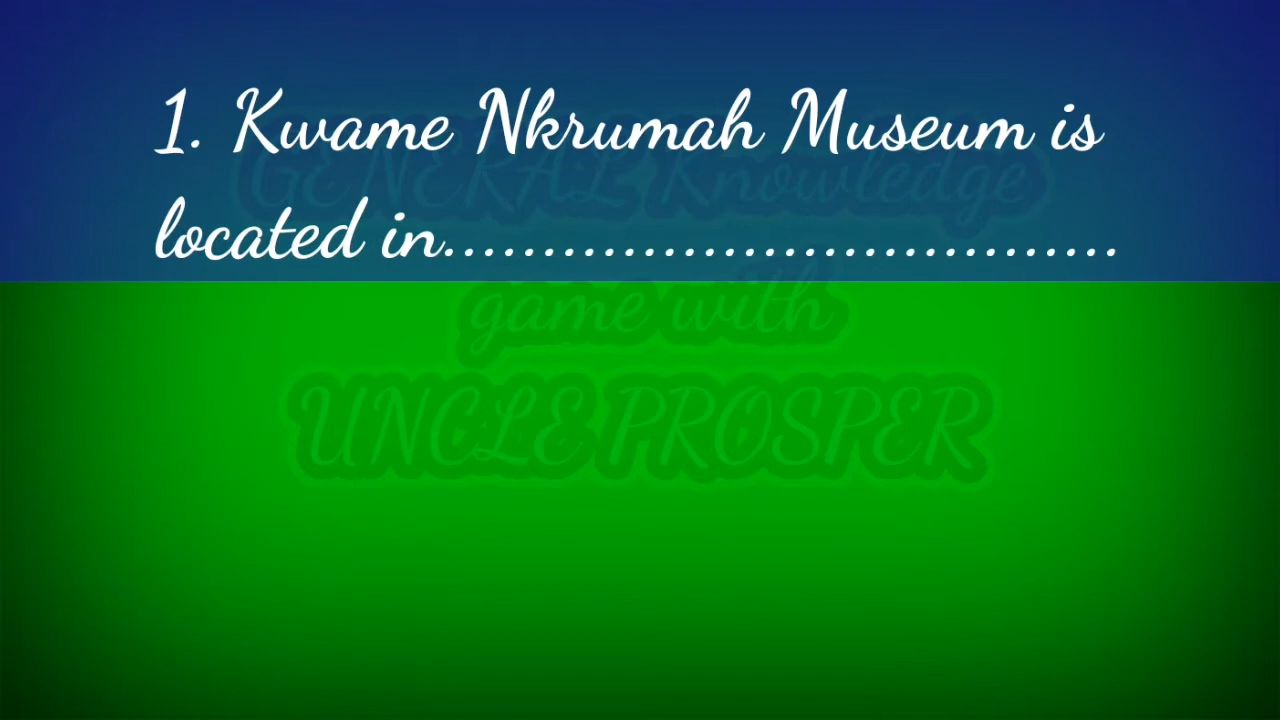 1. Kwame Nkrumah Museum is
GENERAL Knowledge
located in..................................
game with
UNCLE PROSPER